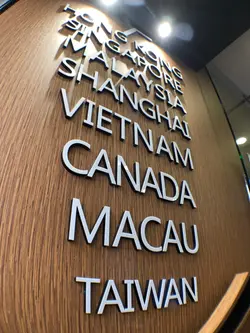 HONG KONG
SINGAPORE
MALAYSIA
SHANGHAI
VIETNAM
CANADA
MACAU
TAIWAN